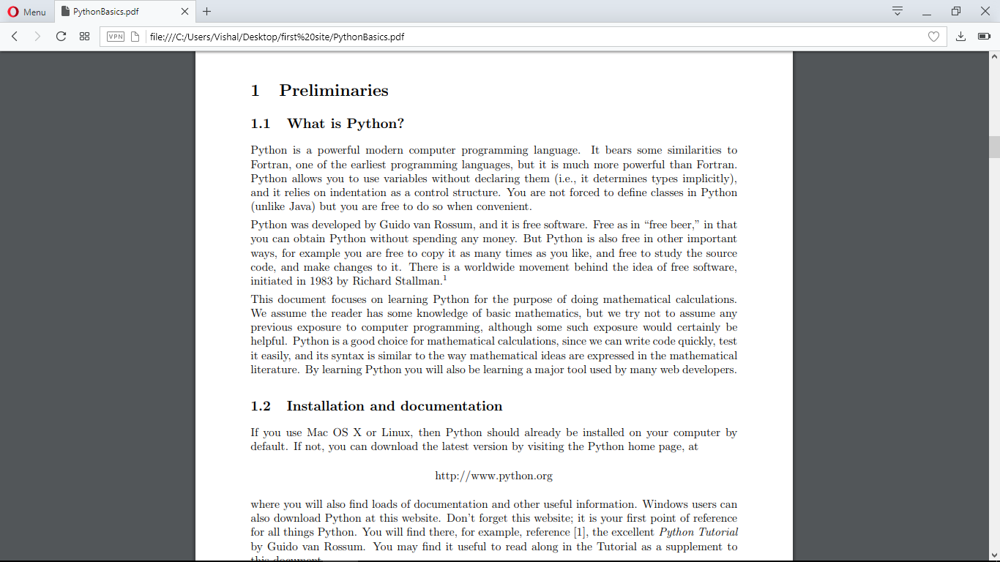 Menu
PythonBasics.pdf
VPN
file:///C:/Users/Vishal/Desktop/first%20site/PythonBasics.pdf
1 Preliminaries
1.1 What is Python?
Python is a powerful modern computer programming language. It bears some similarities to
Fortran, one of the earliest programming languages, but it is much more powerful than Fortran.
Python allows you to use variables without declaring them (i.e., it determines types implicitly),
and it relies on indentation as a control structure. You are not forced to define classes in Python
(unlike Java) but you are free to do so when convenient.
Python was developed by Guido van Rossum, and it is free software. Free as in “free beer,” in that
you can obtain Python without spending any money. But Python is also free in other important
ways, for example you are free to copy it as many times as you like, and free to study the source
code, and make changes to it. There is a worldwide movement behind the idea of free software,
initiated in 1983 by Richard Stallman.¹
This document focuses on learning Python for the purpose of doing mathematical calculations.
We assume the reader has some knowledge of basic mathematics, but we try not to assume any
previous exposure to computer programming, although some such exposure would certainly be
helpful. Python is a good choice for mathematical calculations, since we can write code quickly, test
it easily, and its syntax is similar to the way mathematical ideas are expressed in the mathematical
literature. By learning Python you will also be learning a major tool used by many web developers.
1.2 Installation and documentation
If you use Mac OS X or Linux, then Python should already be installed on your computer by
default. If not, you can download the latest version by visiting the Python home page, at
http://www.python.org
where you will also find loads of documentation and other useful information. Windows users can
also download Python at this website. Don’t forget this website; it is your first point of reference
for all things Python. You will find there, for example, reference [1], the excellent Python Tutorial
by Guido van Rossum. You may find it useful to read along in the Tutorial as a supplement to
this document.